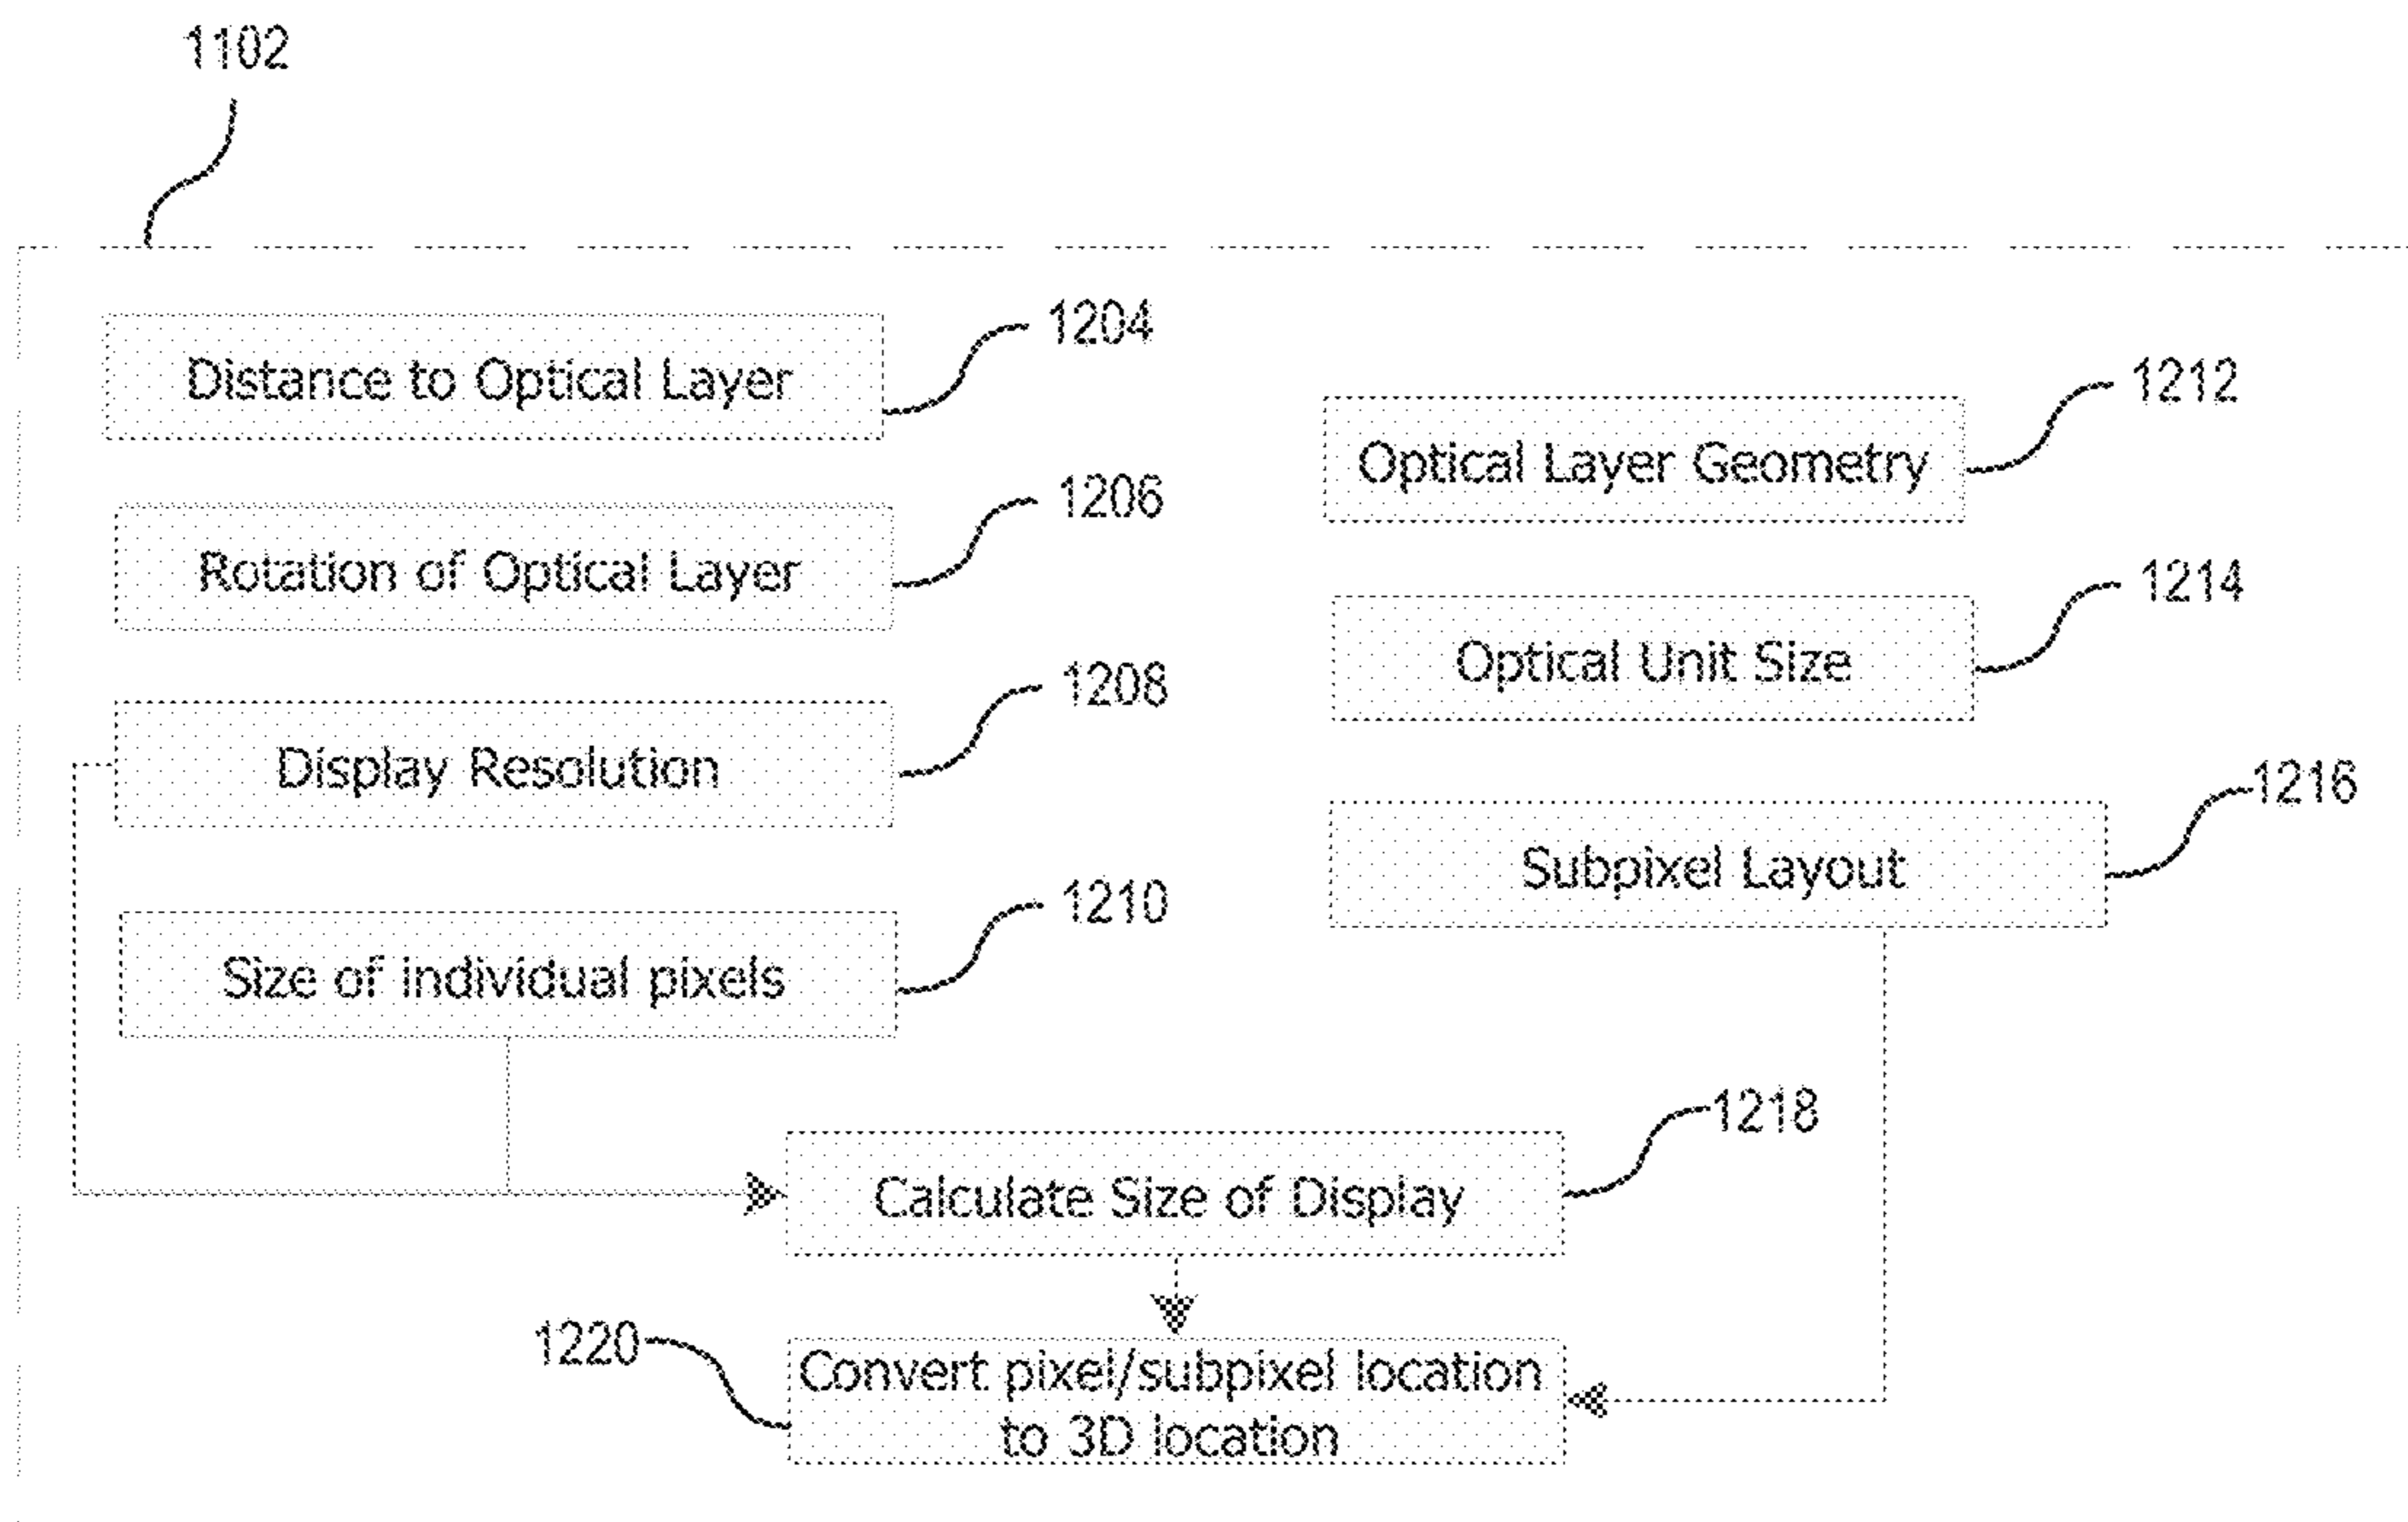 1102
Distance to Optical Layer
1204
Rotation of Optical Layer
1206
Display Resolution
1208
Size of individual pixels
1210
Optical Layer Geometry
1212
Optical Unit Size
1214
Subpixel Layout
1216
Calculate Size of Display
1218
1220
Convert pixel/subpixel location
to 3D location